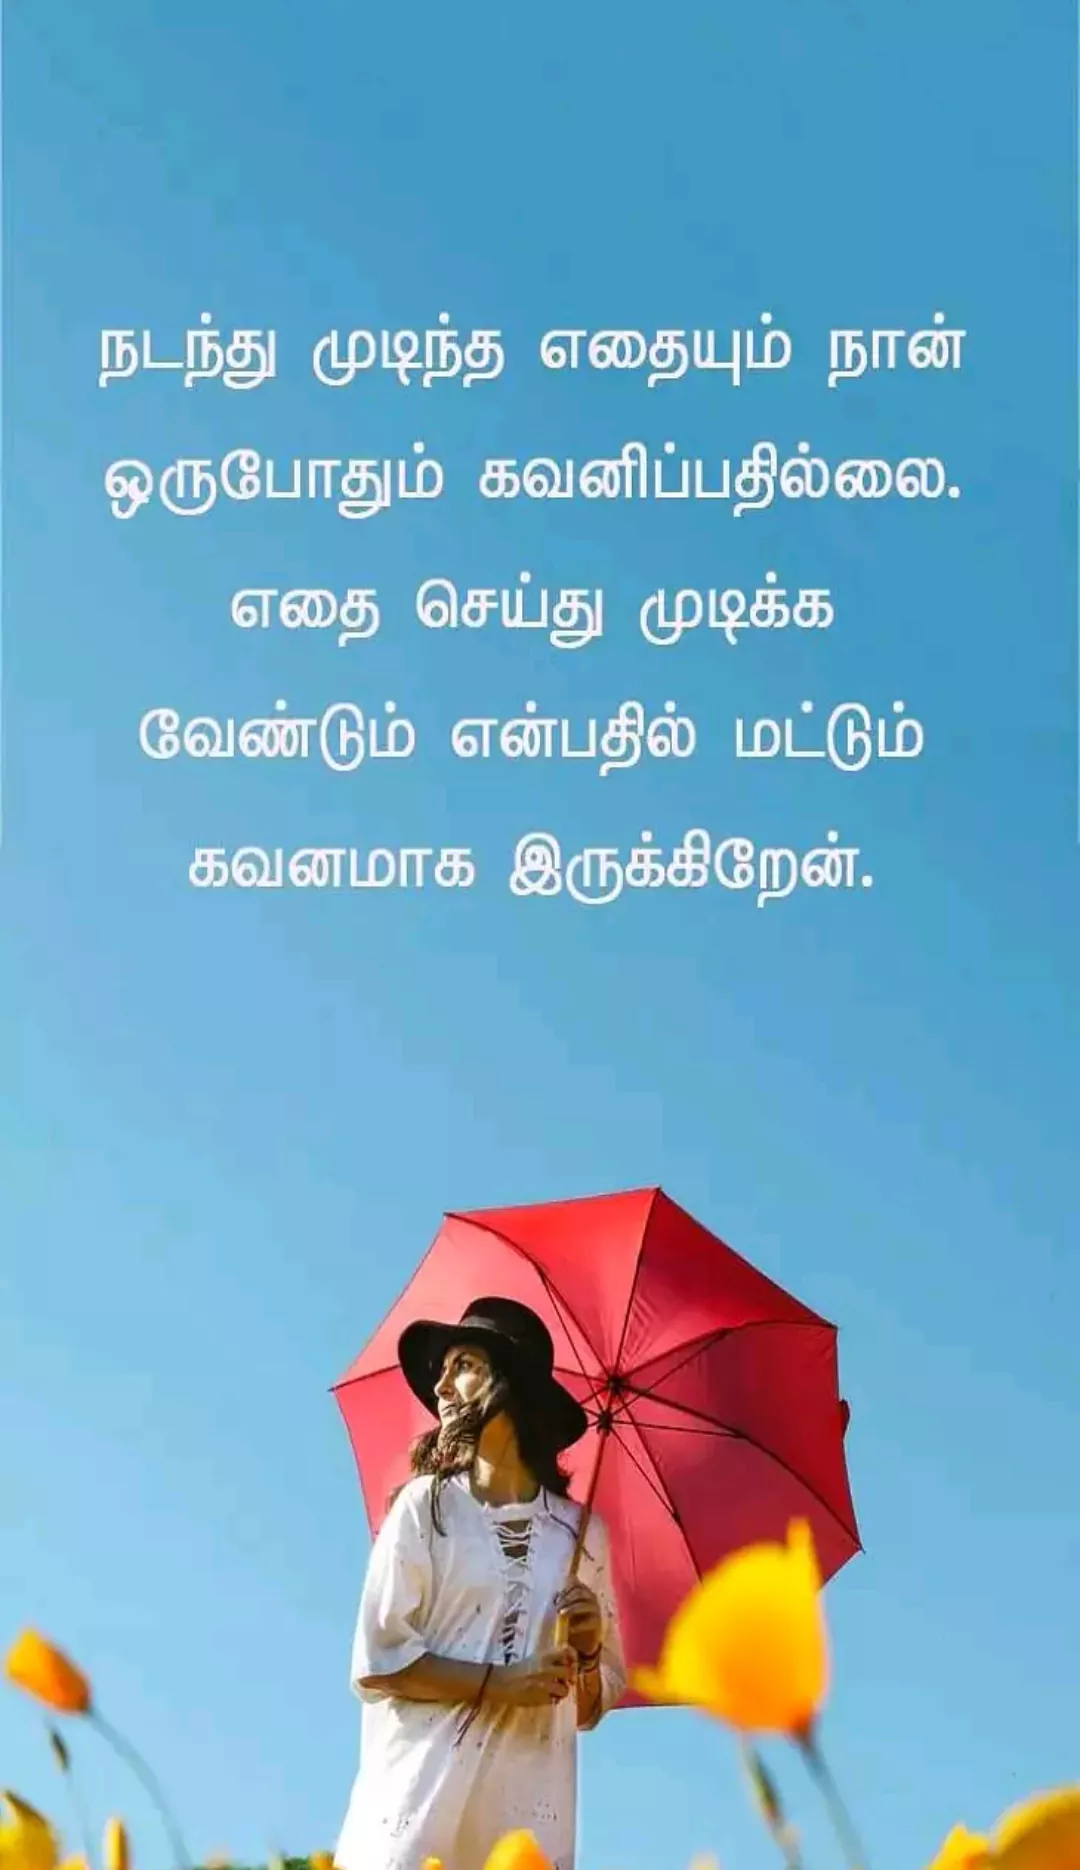 நடந்து முடிந்த எதையும் நான்
ஒருபோதும் கவனிப்பதில்லை.
எதை செய்து முடிக்க
வேண்டும் என்பதில் மட்டும்
கவனமாக இருக்கிறேன்.